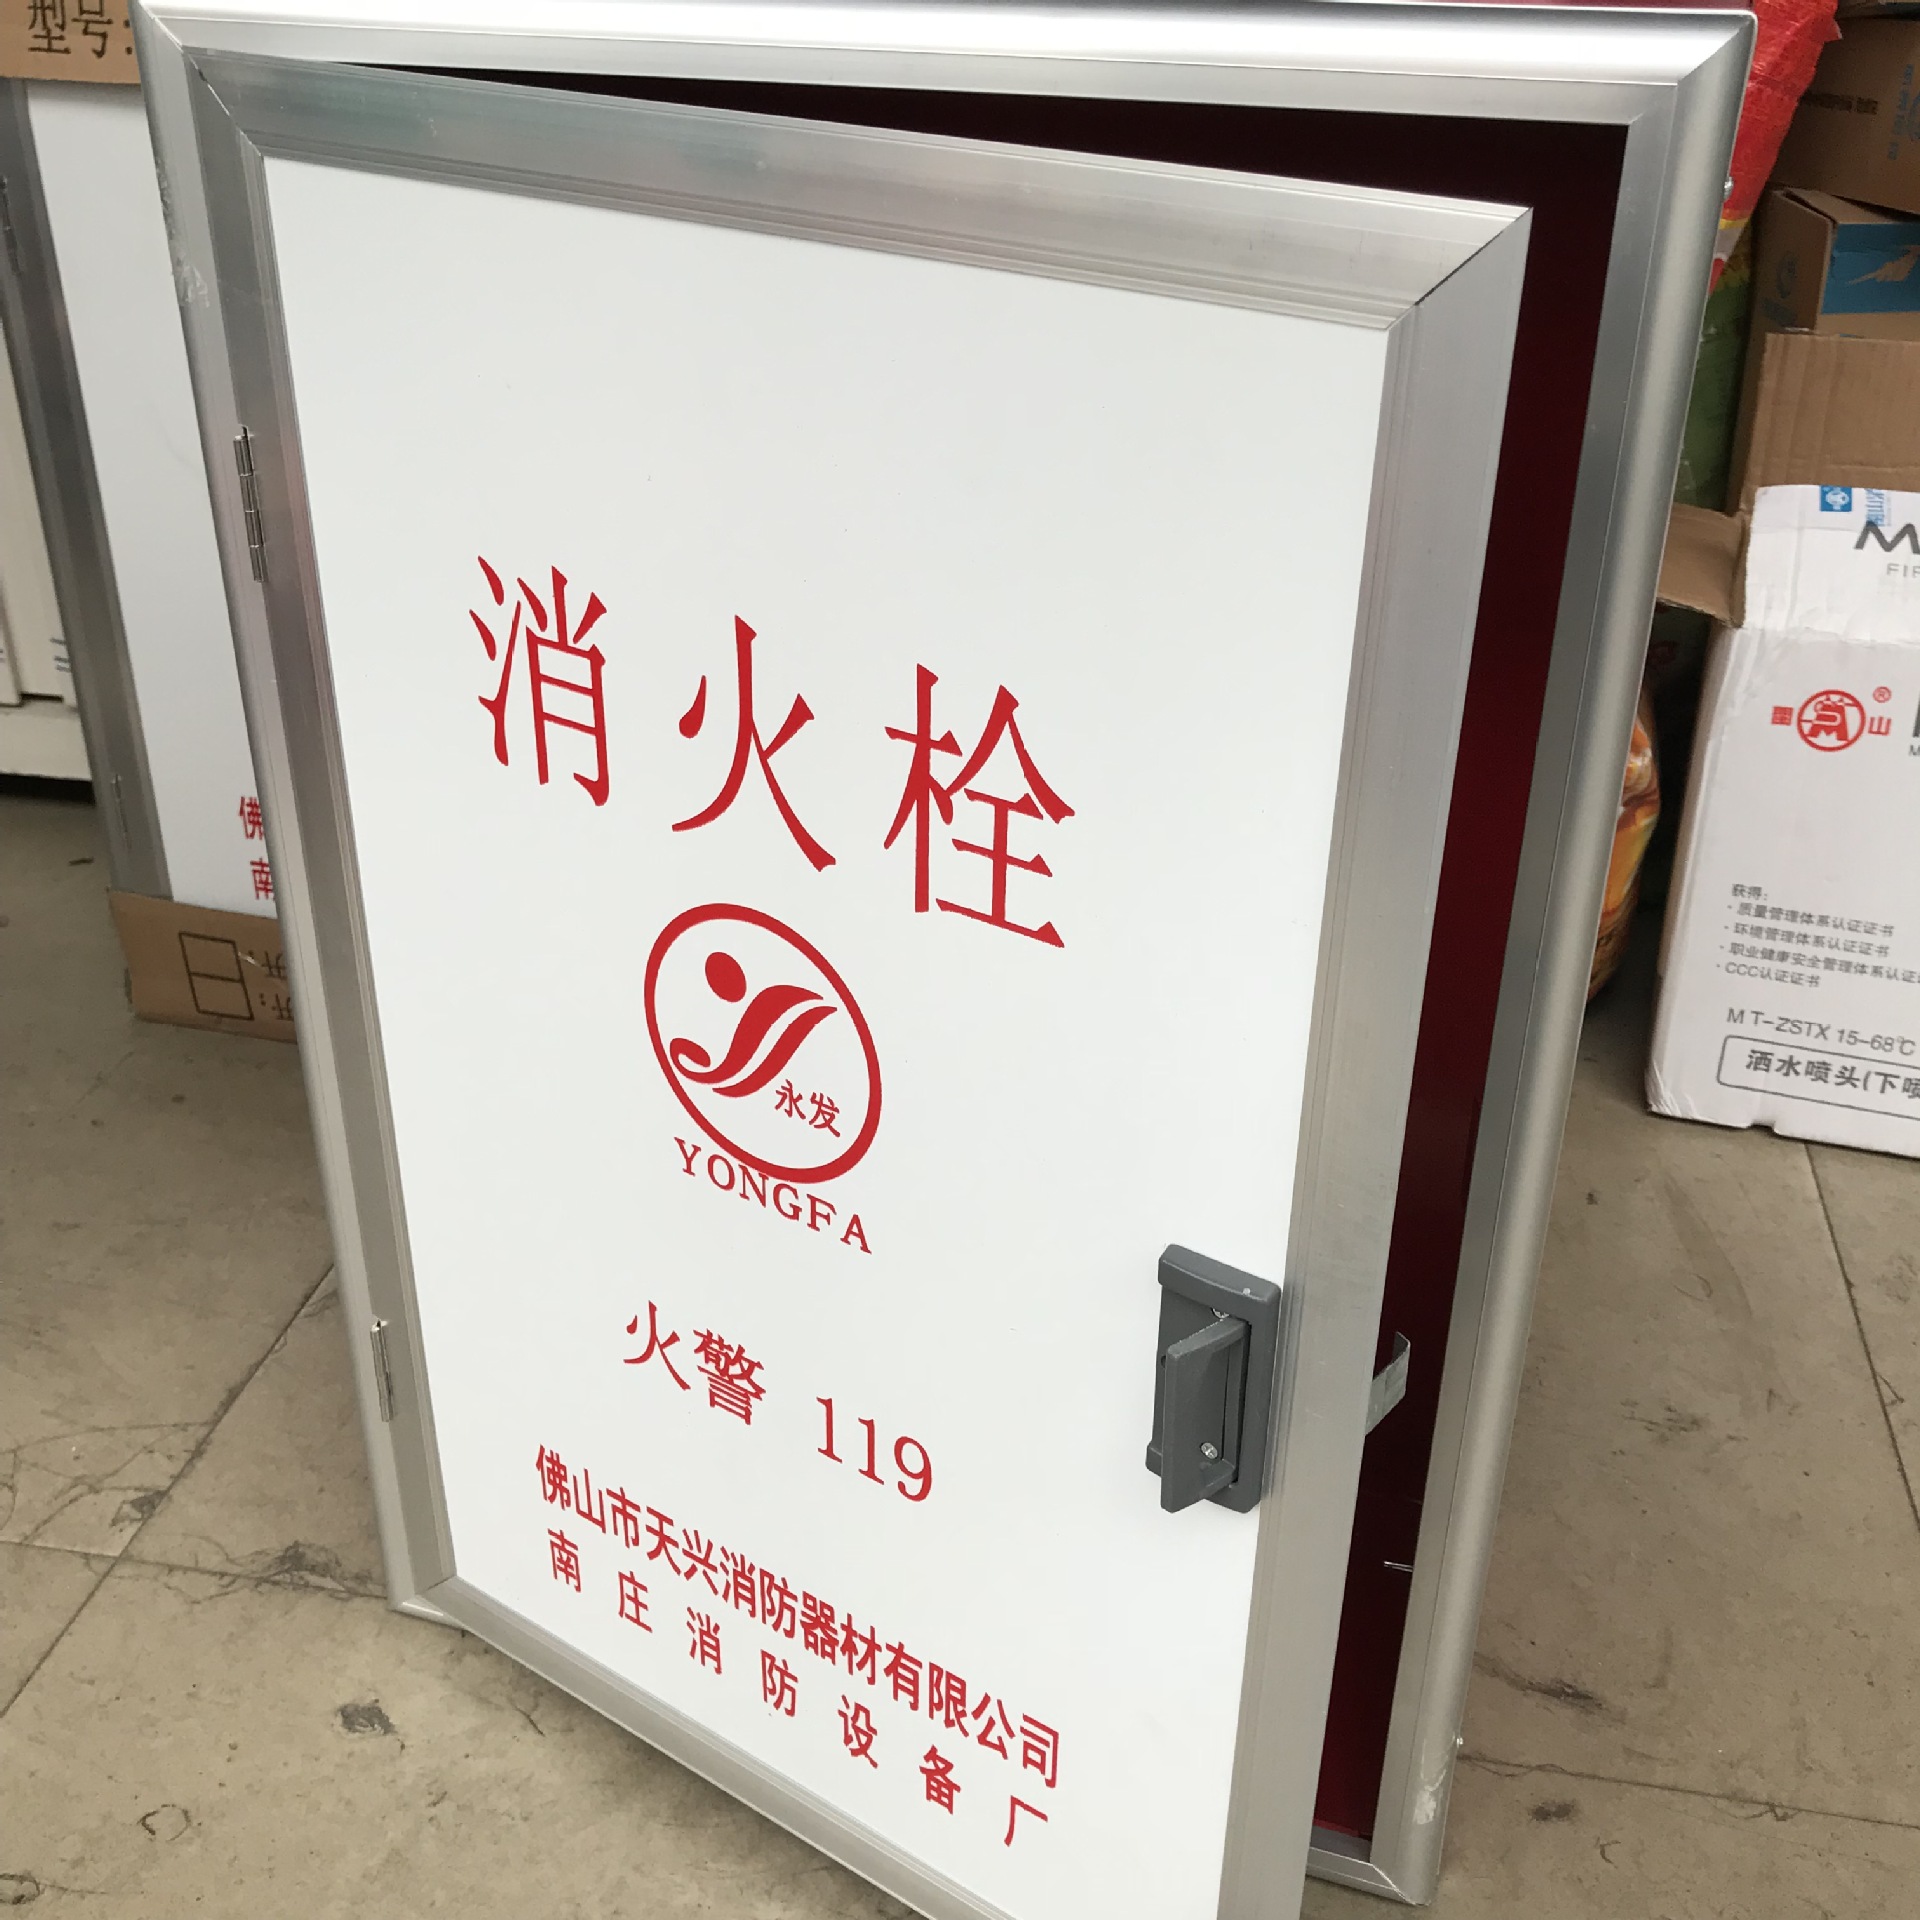 型号:
消火栓
永发
YONGFA
火警 119
佛山市天兴消防器材有限公司
南庄消防设备厂
佛
南
山
®
获得:
·质量管理体系认证证书
·环境管理体系认证证书
·职业健康安全管理体系认证
·CCC认证证书
MT-ZSTX 15-68℃
洒水喷头(下喷